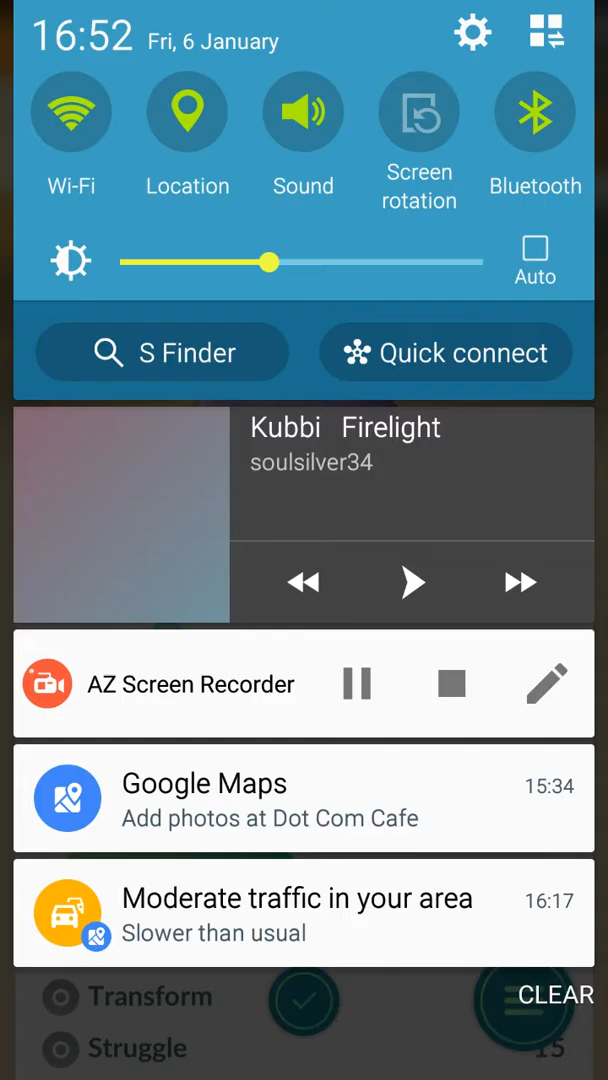 16:52 Fri, 6 January
Wi-Fi Location Sound Screen rotation Bluetooth
Auto
S Finder Quick connect
Kubbi Firelight
soulsilver34
AZ Screen Recorder
Google Maps 15:34
Add photos at Dot Com Cafe
Moderate traffic in your area 16:17
Slower than usual
CLEAR
Transform
Struggle 15